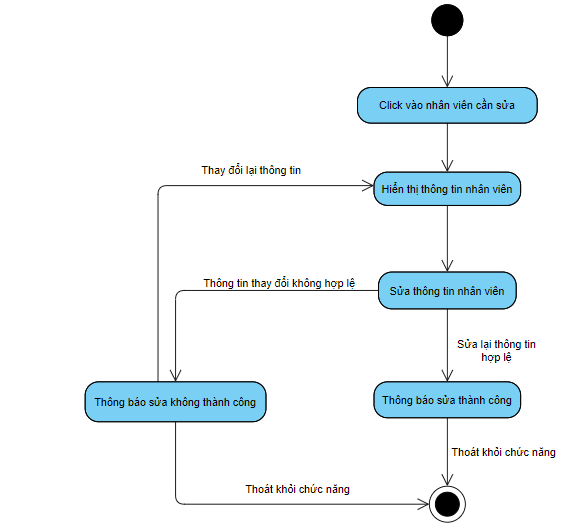 Click vào nhân viên cần sửa
Thay đổi lại thông tin
Hiển thị thông tin nhân viên
Thông tin thay đổi không hợp lệ
Sửa thông tin nhân viên
Sửa lại thông tin
hợp lệ
Thông báo sửa không thành công
Thông báo sửa thành công
Thoát khỏi chức năng
Thoát khỏi chức năng